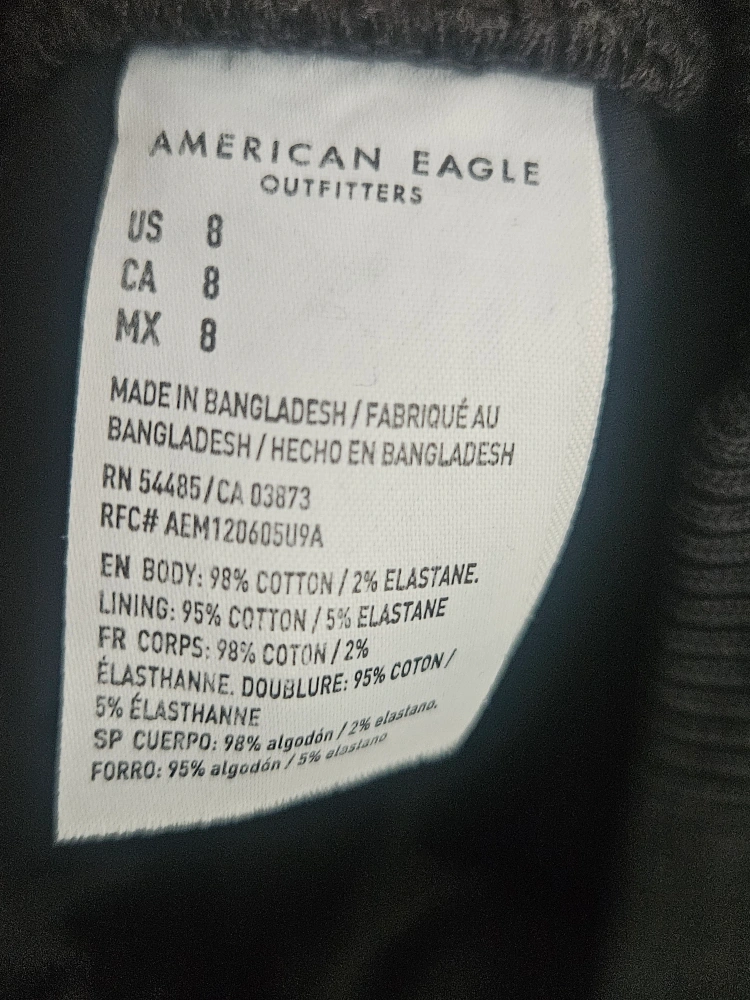 AMERICAN EAGLE
OUTFITTERS
US 8
CA 8
MX 8
MADE IN BANGLADESH / FABRIQUÉ AU
BANGLADESH / HECHO EN BANGLADESH
RN 54485/CA 03873
RFC# AEM120605U9A
EN BODY: 98% COTTON / 2% ELASTANE.
LINING: 95% COTTON / 5% ELASTANE
FR CORPS: 98% COTON / 2%
ÉLASTHANNE. DOUBLURE: 95% COTON /
5% ÉLASTHANNE
SP CUERPO: 98% algodón / 2% elastano.
FORRO: 95% algodón / 5% elastano